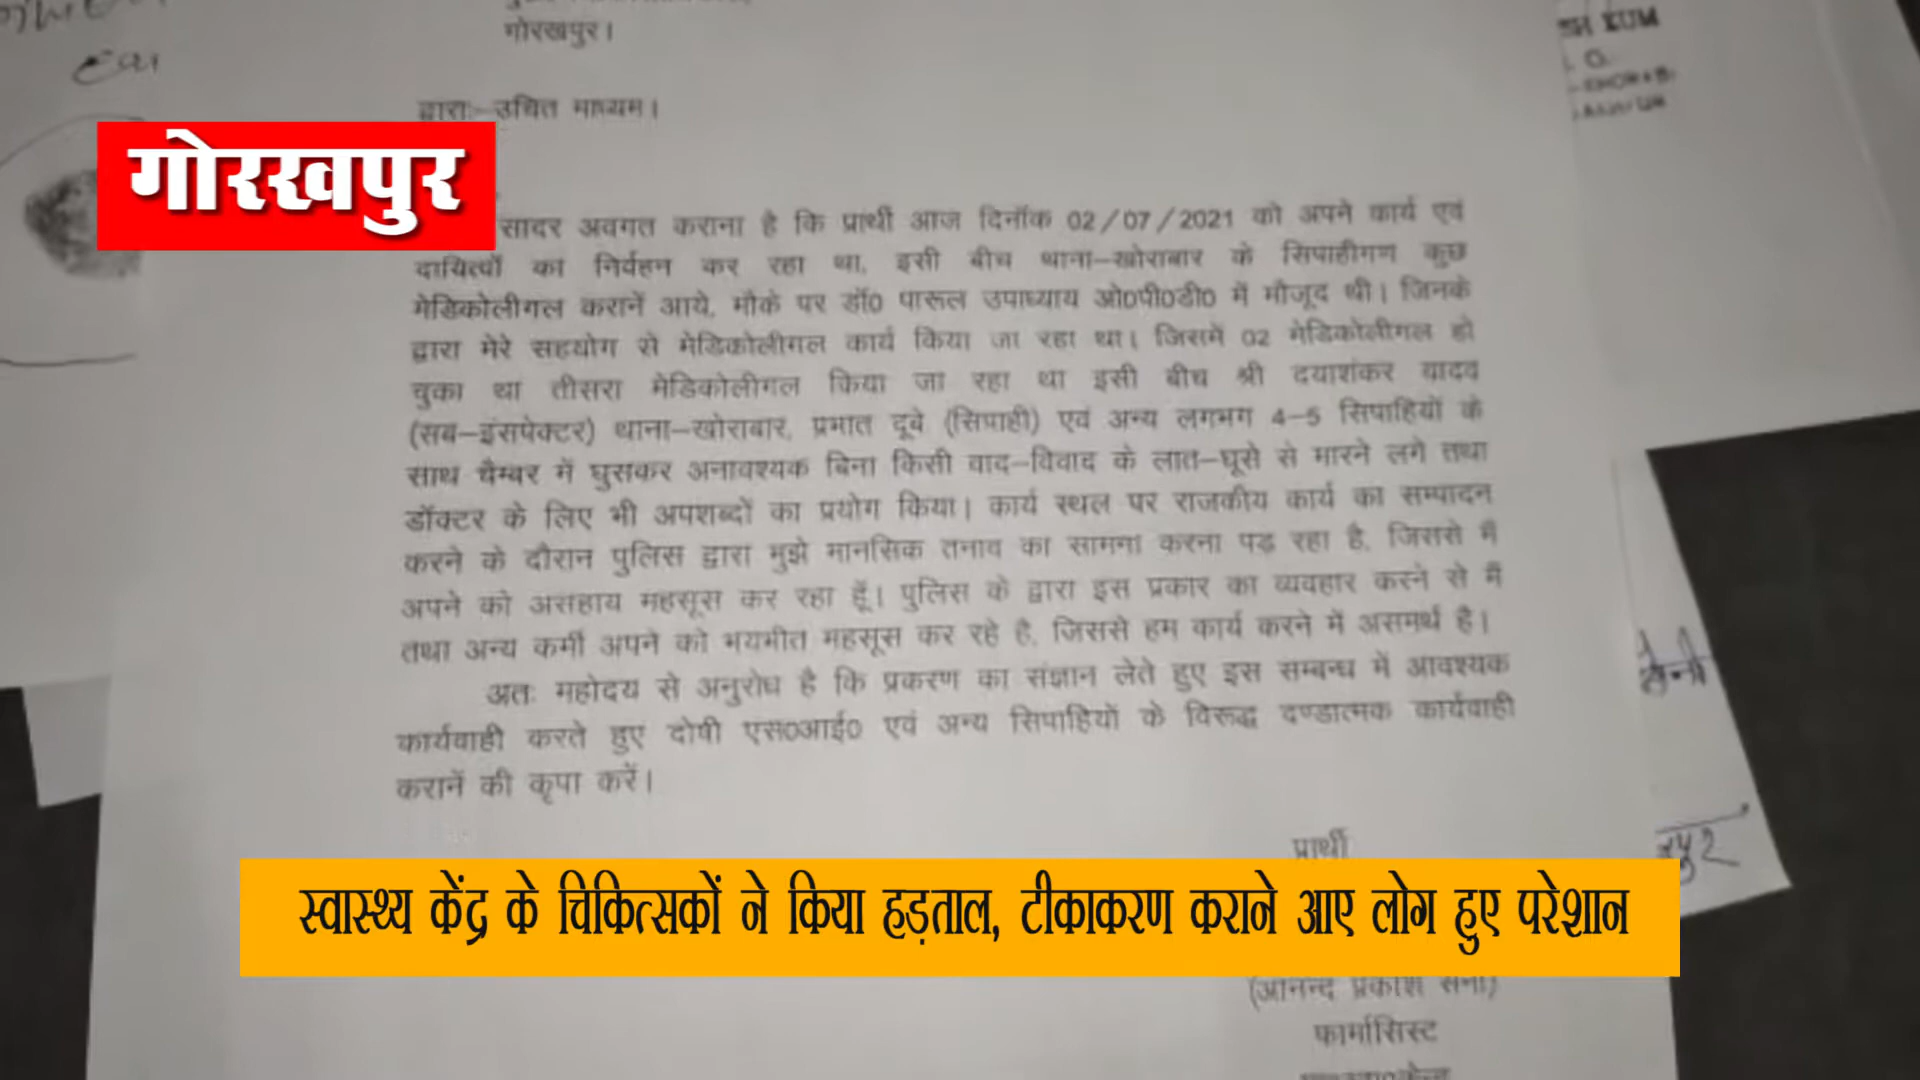 गोरखपुर।
SH KUM
द्वाराः–उचित माध्यम।
गोरखपुर
सादर अवगत कराना है कि प्रार्थी आज दिनॉक 02/07/2021 को अपने कार्य एवं
दायित्वों का निर्वहन कर रहा था, इसी बीच थाना–खोराबार के सिपाहीगण कुछ
मेडिकोलीगल करानें आये, मौके पर डॉ0 पारूल उपाध्याय ओ0पी0डी0 में मौजूद थी। जिनके
द्वारा मेरे सहयोग से मेडिकोलीगल कार्य किया जा रहा था। जिसमें 02 मेडिकोलीगल हो
चुका था तीसरा मेडिकोलीगल किया जा रहा था इसी बीच श्री दयाशंकर यादव
(सब–इंसपेक्टर) थाना–खोराबार, प्रभात दूबे (सिपाही) एवं अन्य लगभग 4–5 सिपाहियों के
साथ चैम्बर में घुसकर अनावश्यक बिना किसी वाद–विवाद के लात–घूसे से मारने लगे तथा
डॉक्टर के लिए भी अपशब्दों का प्रयोग किया। कार्य स्थल पर राजकीय कार्य का सम्पादन
करने के दौरान पुलिस द्वारा मुझे मानसिक तनाव का सामना करना पड़ रहा है, जिससे मैं
अपने को असहाय महसूस कर रहा हूँ। पुलिस के द्वारा इस प्रकार का व्यवहार करने से मैं
तथा अन्य कर्मी अपने को भयभीत महसूस कर रहे है, जिससे हम कार्य करने में असमर्थ है।
अतः महोदय से अनुरोध है कि प्रकरण का संज्ञान लेते हुए इस सम्बन्ध में आवश्यक
कार्यवाही करते हुए दोषी एस0आई0 एवं अन्य सिपाहियों के विरूद्ध दण्डात्मक कार्यवाही
करानें की कृपा करें।
प्रार्थी
स्वास्थ्य केंद्र के चिकित्सकों ने किया हड़ताल, टीकाकरण कराने आए लोग हुए परेशान
(आनन्द प्रकाश
फार्मासिस्ट